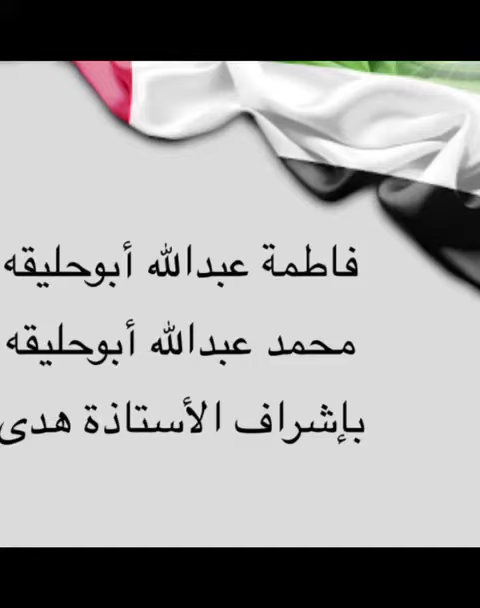 فاطمة عبدالله أبوحليقه
محمد عبدالله أبوحليقه
بإشراف الأستاذة هدى